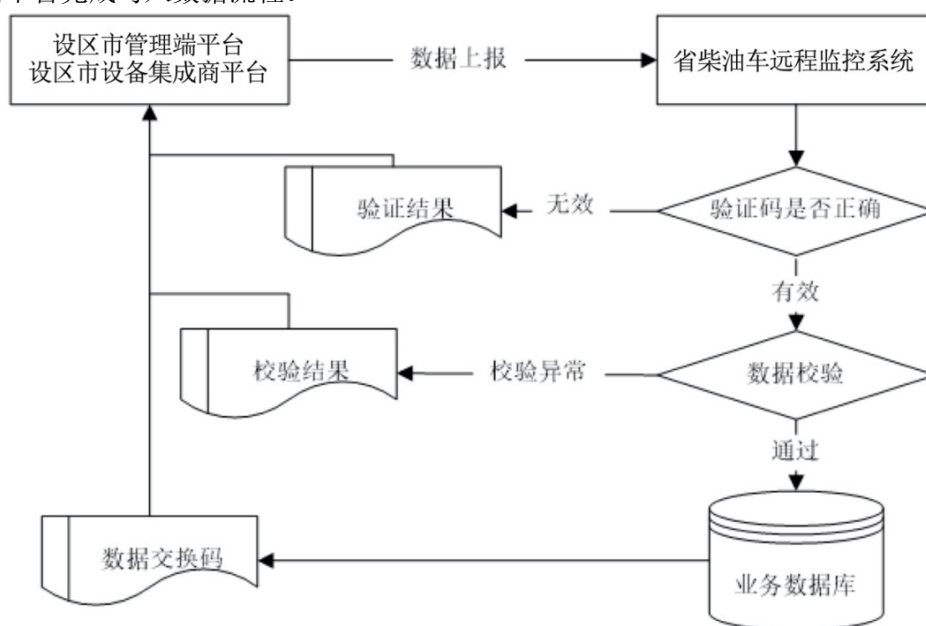 设区市管理端平台
设区市设备集成商平台
数据上报
省柴油车远程监控系统
验证结果
无效
验证码是否正确
有效
校验结果
校验异常
数据校验
通过
数据交换码
业务数据库